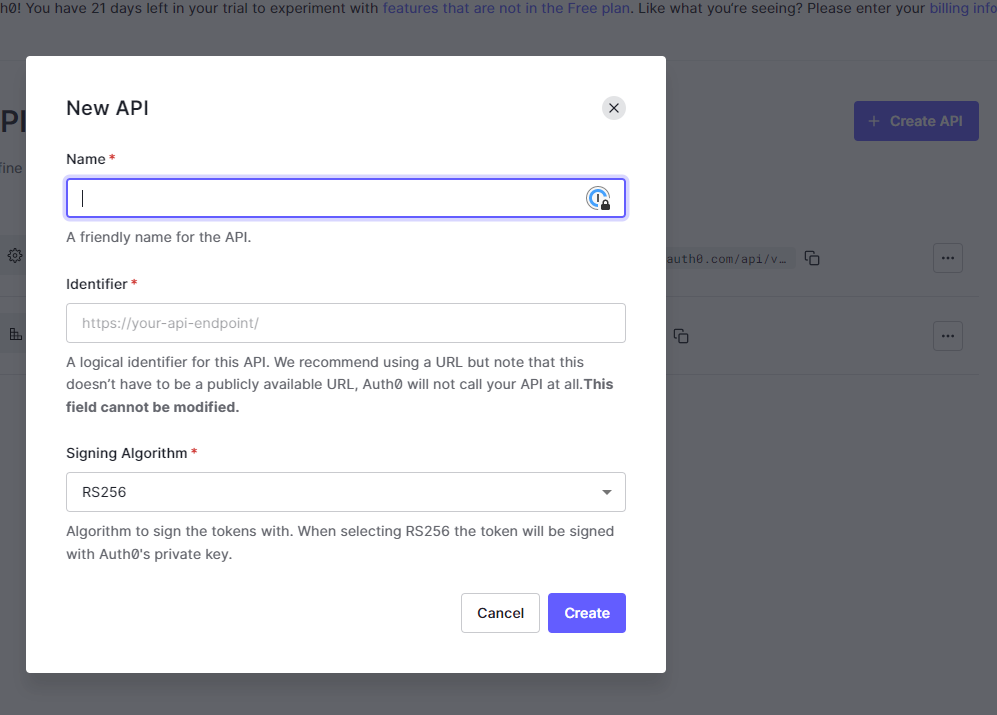 h0! You have 21 days left in your trial to experiment with features that are not in the Free plan. Like what you’re seeing? Please enter your billing info
New API
PI
+ Create API
Name *
fine
A friendly name for the API.
auth0.com/api/v…
Identifier *
https://your-api-endpoint/
A logical identifier for this API. We recommend using a URL but note that this
doesn’t have to be a publicly available URL, Auth0 will not call your API at all.This
field cannot be modified.
Signing Algorithm *
RS256
Algorithm to sign the tokens with. When selecting RS256 the token will be signed
with Auth0's private key.
Cancel
Create